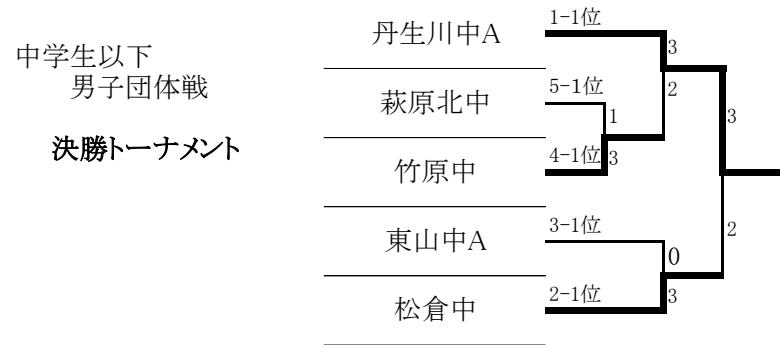 中学生以下
男子団体戦
決勝トーナメント
丹生川中A
1-1位
3
萩原北中
5-1位
2
1
3
竹原中
4-1位
3
東山中A
3-1位
2
0
松倉中
2-1位
3